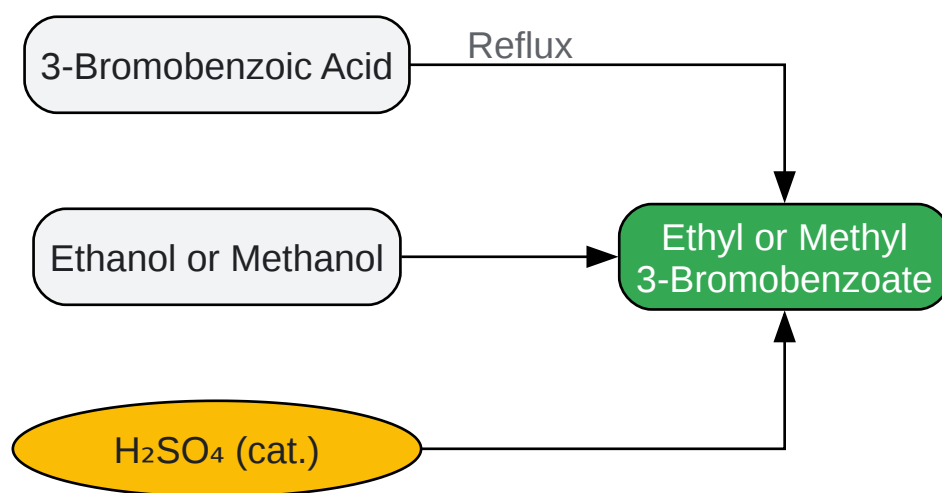 3-Bromobenzoic Acid
Reflux
Ethanol or Methanol
Ethyl or Methyl
3-Bromobenzoate
H₂SO₄ (cat.)